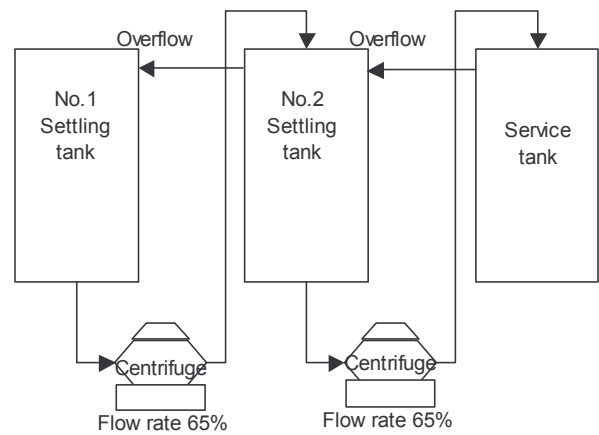 Overflow
Overflow
No.1
Settling
tank
No.2
Settling
tank
Service
tank
Centrifuge
Centrifuge
Flow rate 65%
Flow rate 65%